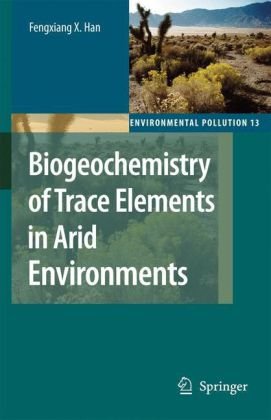 Fengxiang X. Han
ENVIRONMENTAL POLLUTION 13
Biogeochemistry
of Trace Elements
in Arid
Environments
Springer